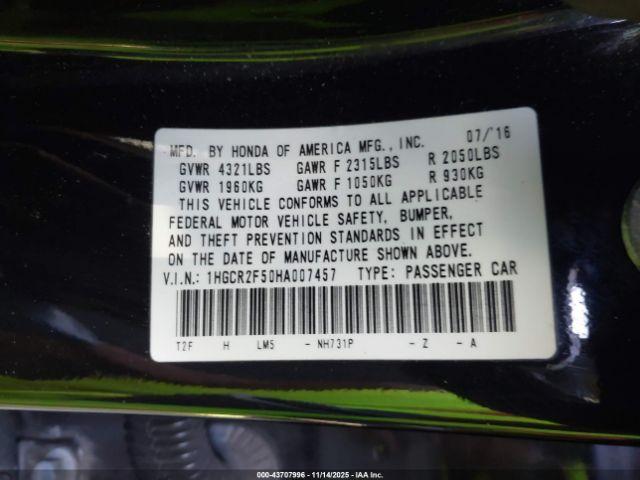 MFD. BY HONDA OF AMERICA MFG., INC. 07/'16
GVWR 4321LBS GAWR F 2315LBS R 2050LBS
GVWR 1960KG GAWR F 1050KG R 930KG
THIS VEHICLE CONFORMS TO ALL APPLICABLE
FEDERAL MOTOR VEHICLE SAFETY, BUMPER,
AND THEFT PREVENTION STANDARDS IN EFFECT
ON THE DATE OF MANUFACTURE SHOWN ABOVE.
V.I.N.: 1HGCR2F50HA007457 TYPE: PASSENGER CAR
T2F H LM5 - NH731P - Z - A
000-43707996 - 11/14/2025 - IAA Inc.